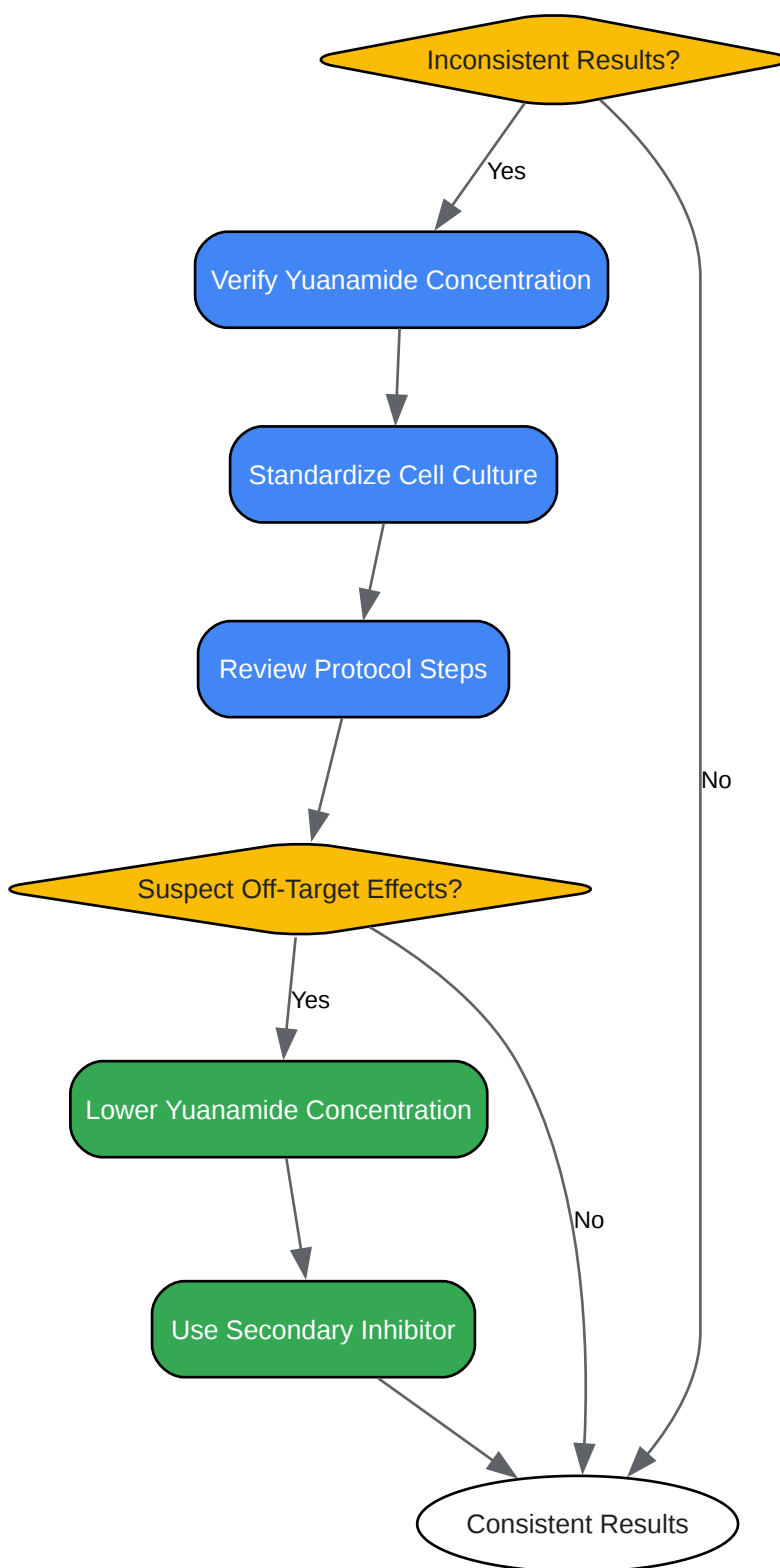 Inconsistent Results?
Yes
Verify Yuanamide Concentration
Standardize Cell Culture
Review Protocol Steps
No
Suspect Off-Target Effects?
Yes
Lower Yuanamide Concentration
No
Use Secondary Inhibitor
Consistent Results